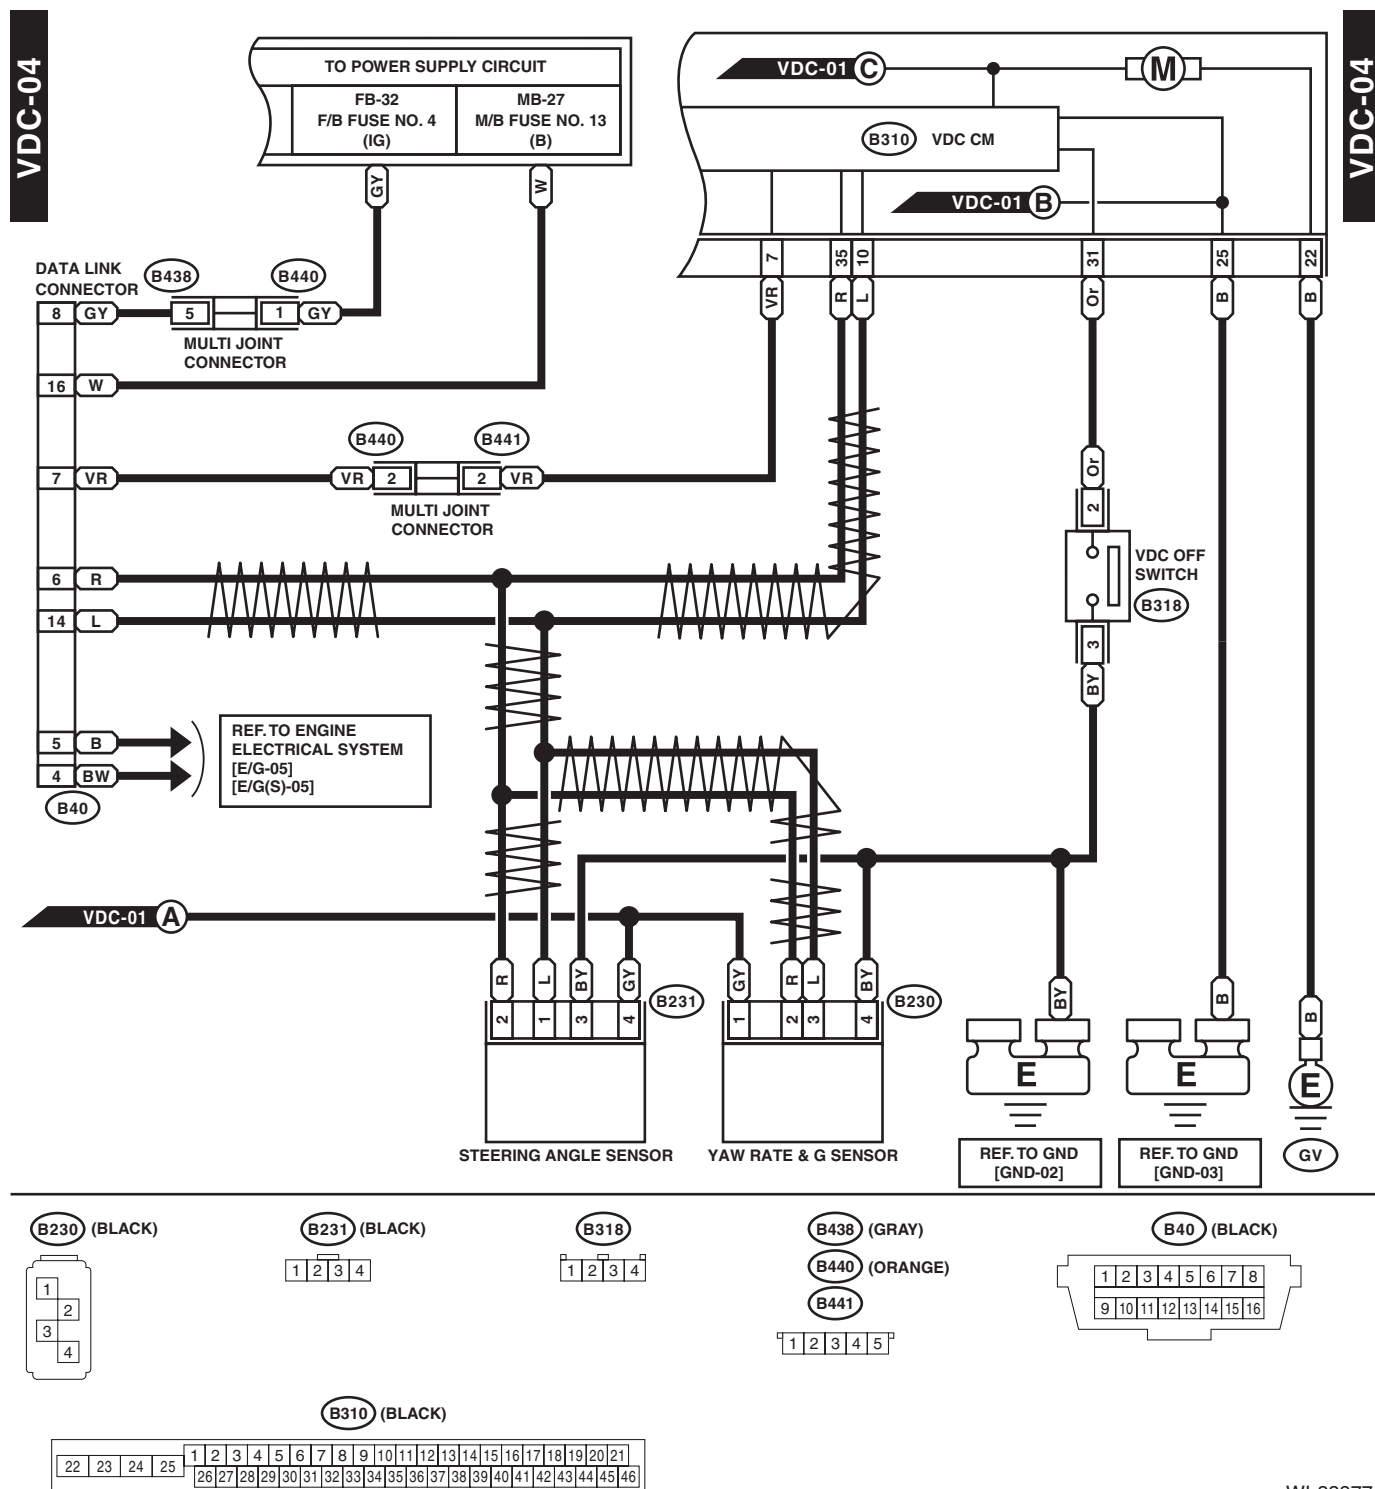 VDC-04
VDC-04
TO POWER SUPPLY CIRCUIT
FB-32
F/B FUSE NO. 4
(IG)
MB-27
M/B FUSE NO. 13
(B)
GY
W
VDC-01 C
M
B310 VDC CM
VDC-01 B
7
35
10
31
25
22
VR
R
L
Or
B
B
DATA LINK
CONNECTOR
B438
B440
8 GY
5
1 GY
MULTI JOINT
CONNECTOR
16 W
B440
B441
7 VR
VR 2
2 VR
MULTI JOINT
CONNECTOR
Or
2
VDC OFF
SWITCH
B318
3
BY
6 R
14 L
5 B
4 BW
B40
REF. TO ENGINE
ELECTRICAL SYSTEM
[E/G-05]
[E/G(S)-05]
VDC-01 A
R
L
BY
GY
B231
GY
R
L
BY
B230
BY
B
B
2
1
3
4
1
2
3
4
E
E
E
STEERING ANGLE SENSOR
YAW RATE & G SENSOR
REF. TO GND
[GND-02]
REF. TO GND
[GND-03]
GV
B230 (BLACK)
1
2
3
4
B231 (BLACK)
1 2 3 4
B318
1 2 3 4
B438 (GRAY)
B440 (ORANGE)
B441
1 2 3 4 5
B40 (BLACK)
1 2 3 4 5 6 7 8
9 10 11 12 13 14 15 16
B310 (BLACK)
22 23 24 25
1 2 3 4 5 6 7 8 9 10 11 12 13 14 15 16 17 18 19 20 21
26 27 28 29 30 31 32 33 34 35 36 37 38 39 40 41 42 43 44 45 46